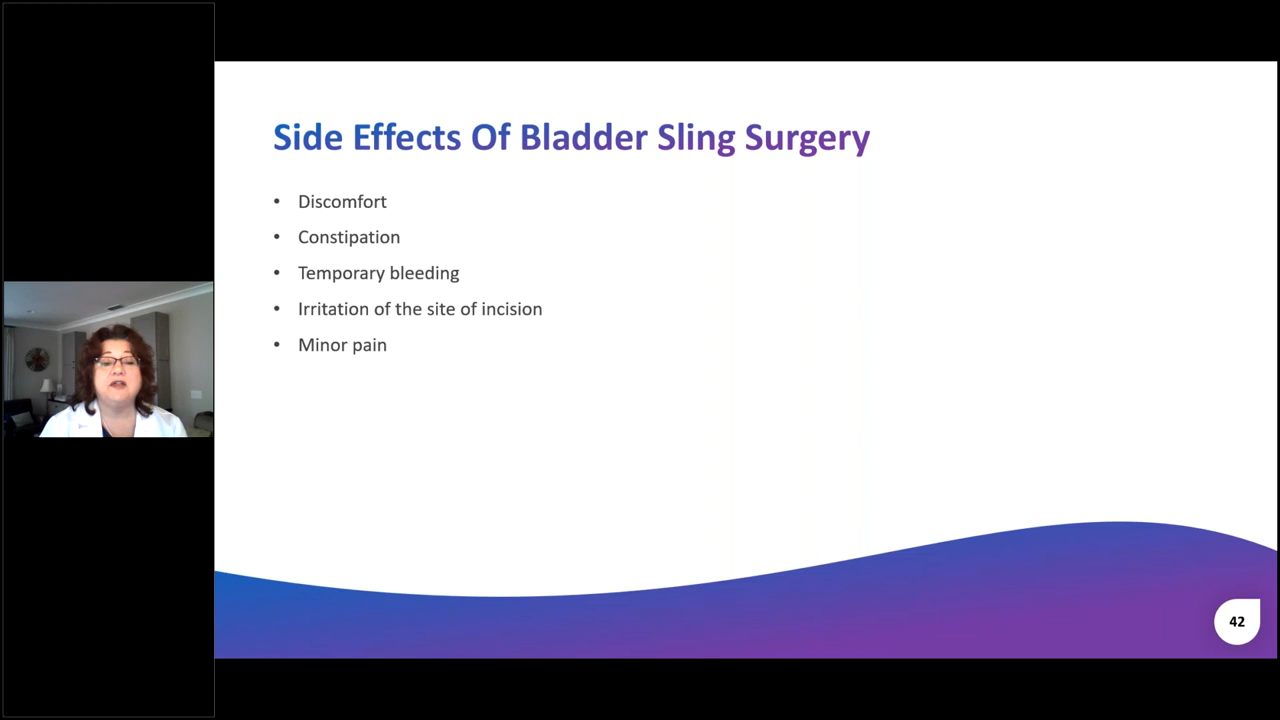 Side Effects Of Bladder Sling Surgery
• Discomfort
• Constipation
• Temporary bleeding
• Irritation of the site of incision
• Minor pain
42